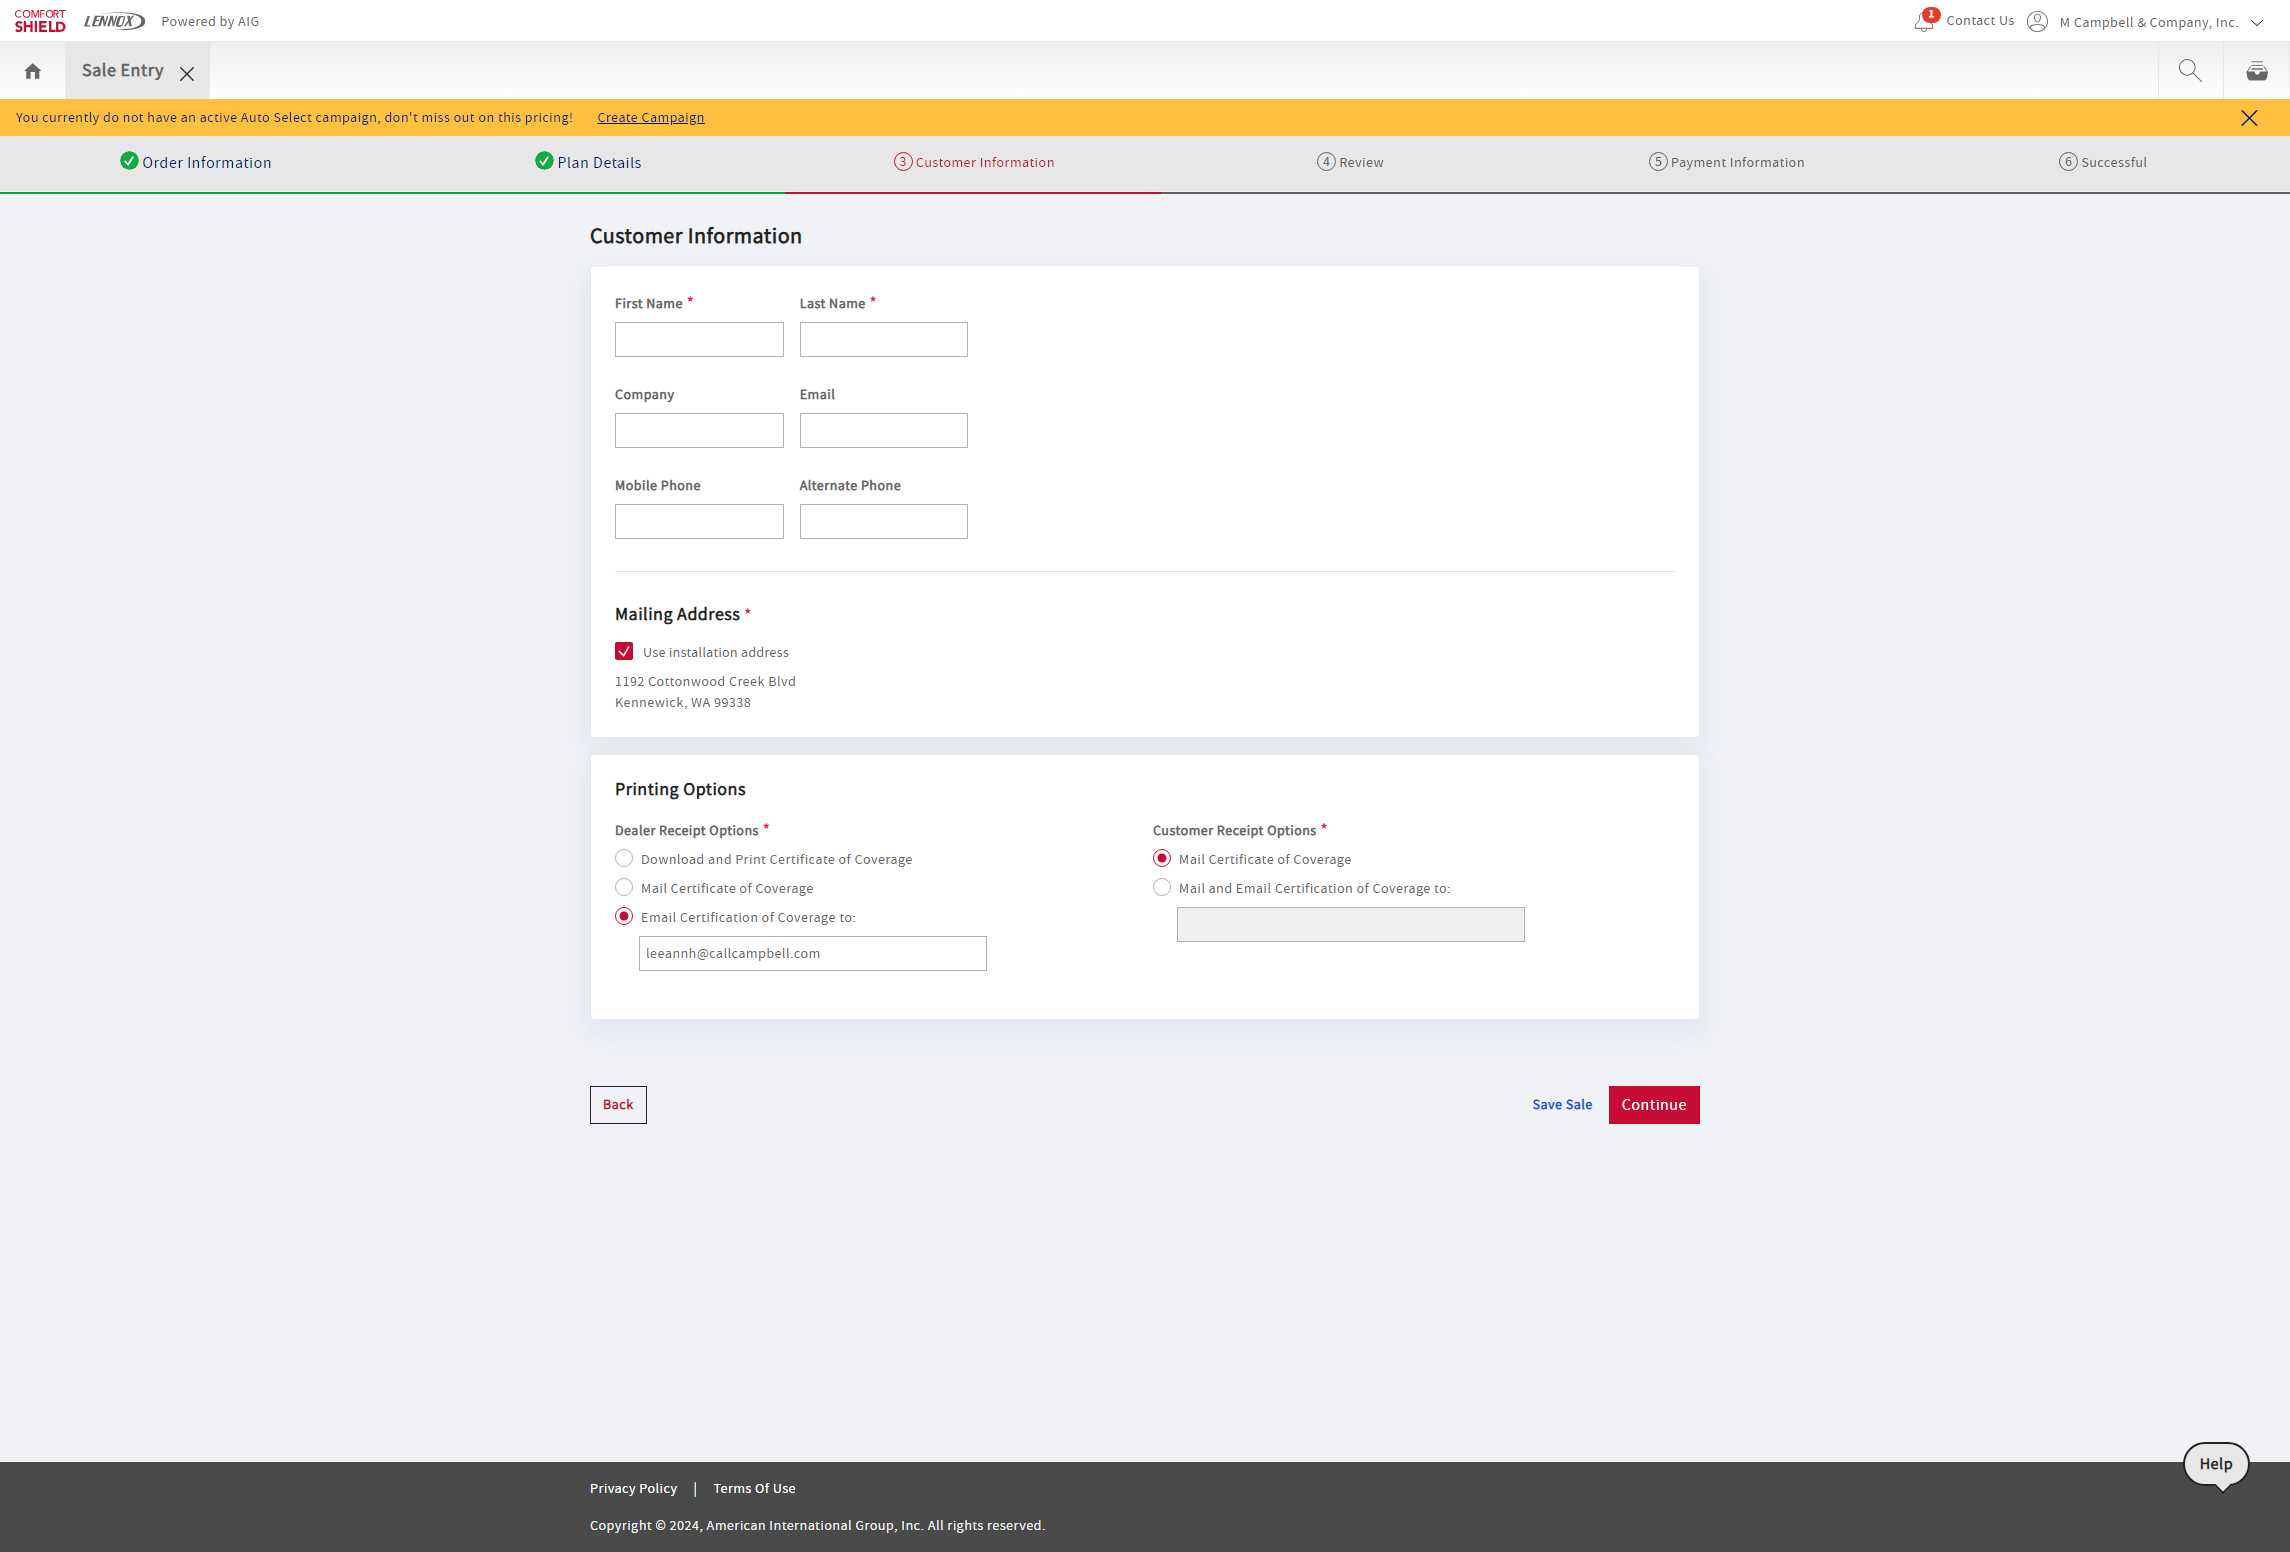 COMFORT SHIELD LENNOX Powered by AIG
1 Contact Us M Campbell & Company, Inc.
Sale Entry
You currently do not have an active Auto Select campaign, don't miss out on this pricing! Create Campaign
Order Information Plan Details 3 Customer Information 4 Review 5 Payment Information 6 Successful
Customer Information
First Name * Last Name *
Company Email
Mobile Phone Alternate Phone
Mailing Address *
Use installation address
1192 Cottonwood Creek Blvd
Kennewick, WA 99338
Printing Options
Dealer Receipt Options * Customer Receipt Options *
Download and Print Certificate of Coverage Mail Certificate of Coverage
Mail Certificate of Coverage Mail and Email Certification of Coverage to:
Email Certification of Coverage to:
leeannh@callcampbell.com
Back Save Sale Continue
Help
Privacy Policy | Terms Of Use
Copyright © 2024, American International Group, Inc. All rights reserved.